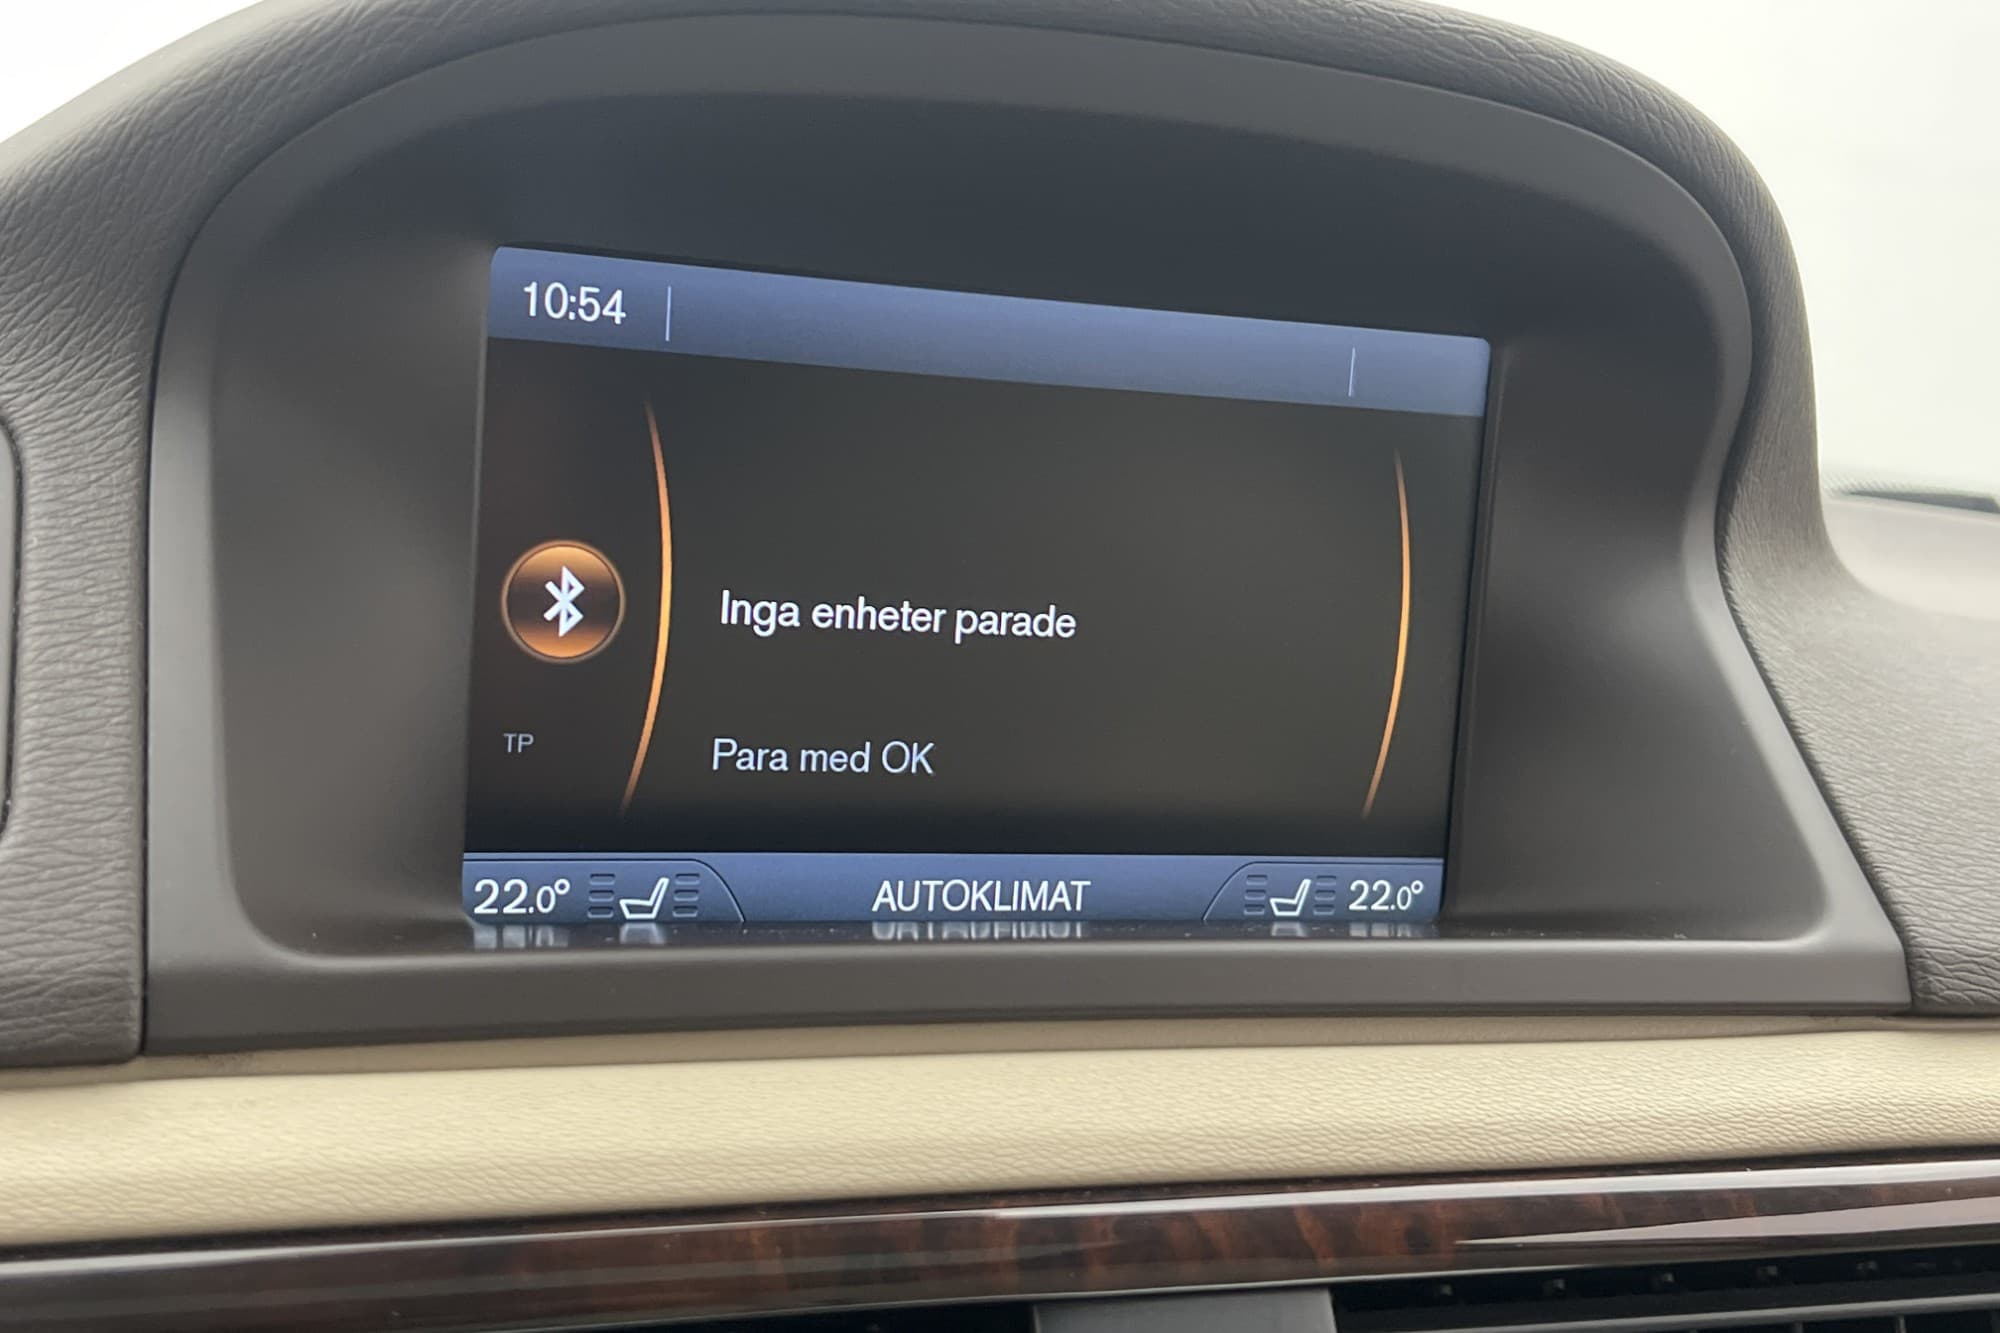 10:54
Inga enheter parade
TP
Para med OK
22.0° AUTOKLIMAT 22.0°